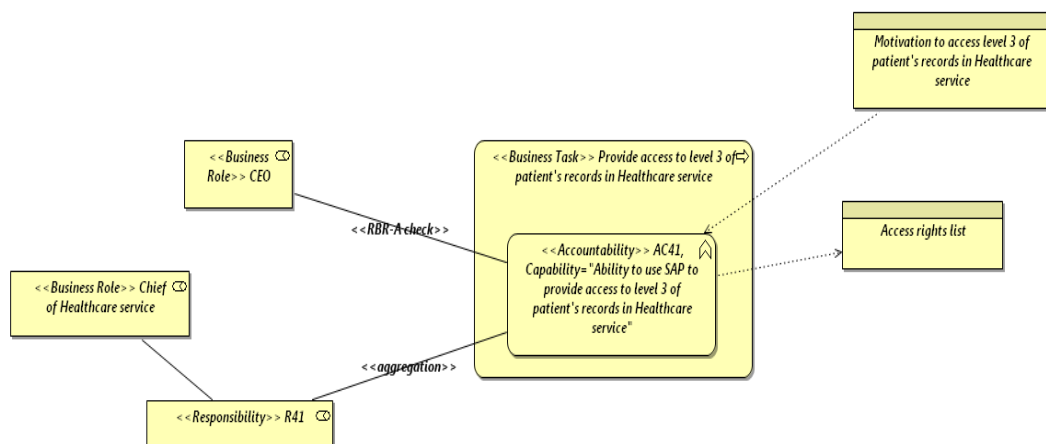 Motivation to access level 3 of
patient's records in Healthcare
service
<<Business
Role>> CEO
<<Business Task>> Provide access to level 3 of
patient's records in Healthcare service
<<RBR-A check>>
<<Accountability>> AC41,
Capability="Ability to use SAP to
provide access to level 3 of
patient's records in Healthcare
service"
Access rights list
<<Business Role>> Chief
of Healthcare service
<<aggregation>>
<<Responsibility>> R41